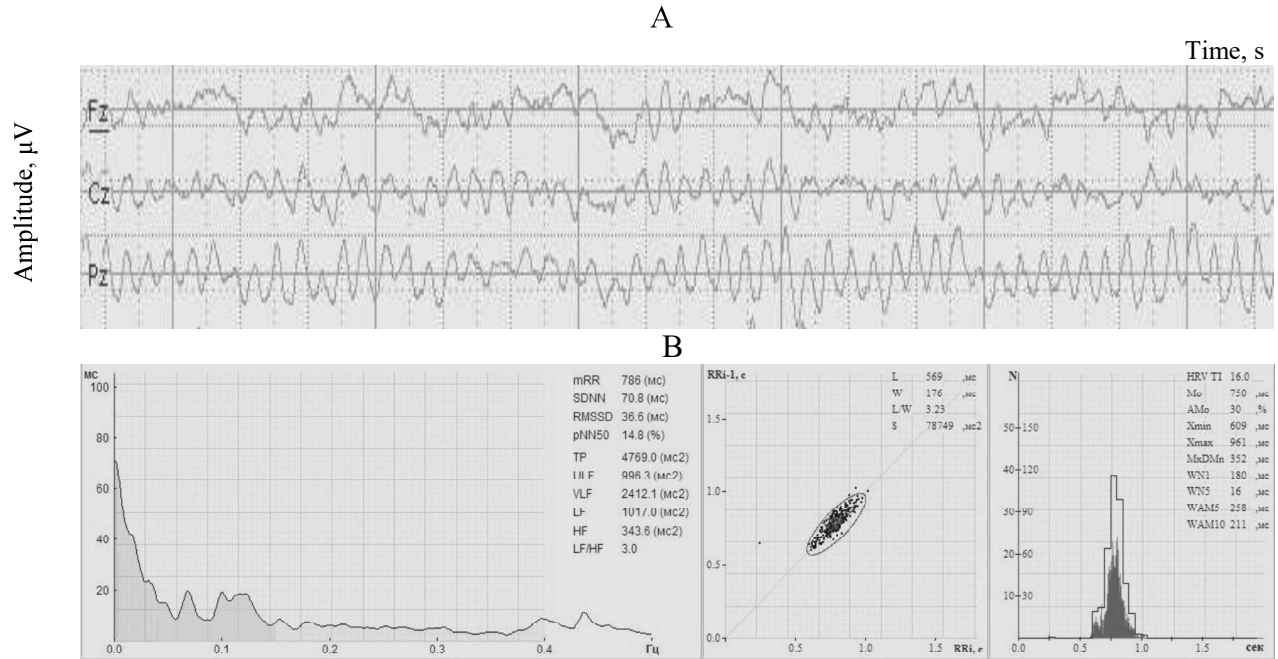 A
Time, s
Amplitude, μV
Fz
Cz
Pz
B
мс
100
80
60
40
20
0.0
0.1
0.2
0.3
0.4
Гц
mRR 786 (мс)
SDNN 70.8 (мс)
RMSSD 36.6 (мс)
pNN50 14.8 (%)
TP 4769.0 (мс2)
ULF 996.3 (мс2)
VLF 2412.1 (мс2)
LF 1017.0 (мс2)
HF 343.6 (мс2)
LF/HF 3.0
RRi-1, с
L 569 ,мс
W 176 ,мс
L/W 3.23
S 78749 ,мс2
1.5
1.0
0.5
0.0
0.5
1.0
1.5
RRi, с
N
HRV TI 16.0
Mo 750 ,мс
AMo 30 ,%
Xmin 609 ,мс
Xmax 961 ,мс
MxDMn 352 ,мс
WN1 180 ,мс
WN5 16 ,мс
WAM5 258 ,мс
WAM10 211 ,мс
50 150
40 120
30 90
20 60
10 30
0.0
0.5
1.0
1.5
сек